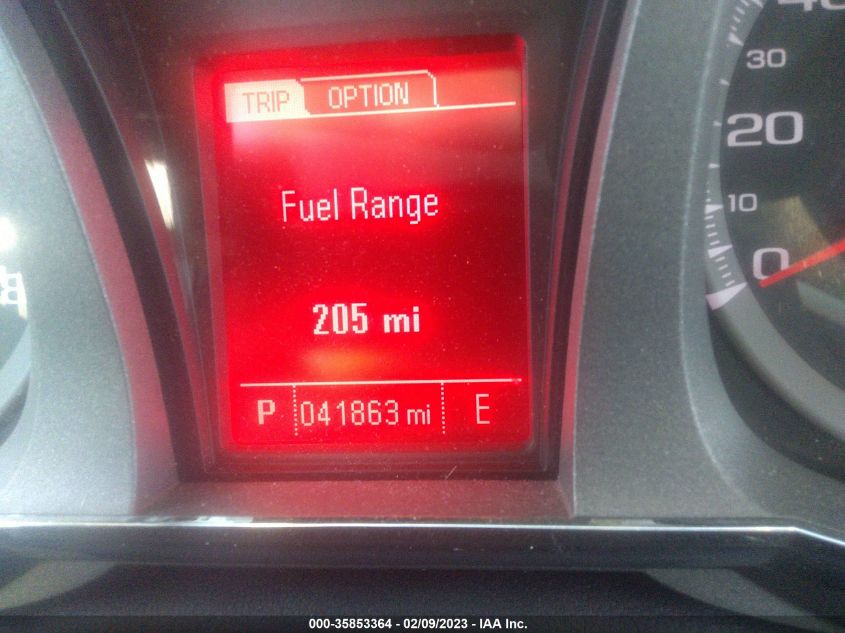 TRIP OPTION
Fuel Range
205 mi
P 041863 mi E
30
20
10
0
000-35853364 - 02/09/2023 - IAA Inc.